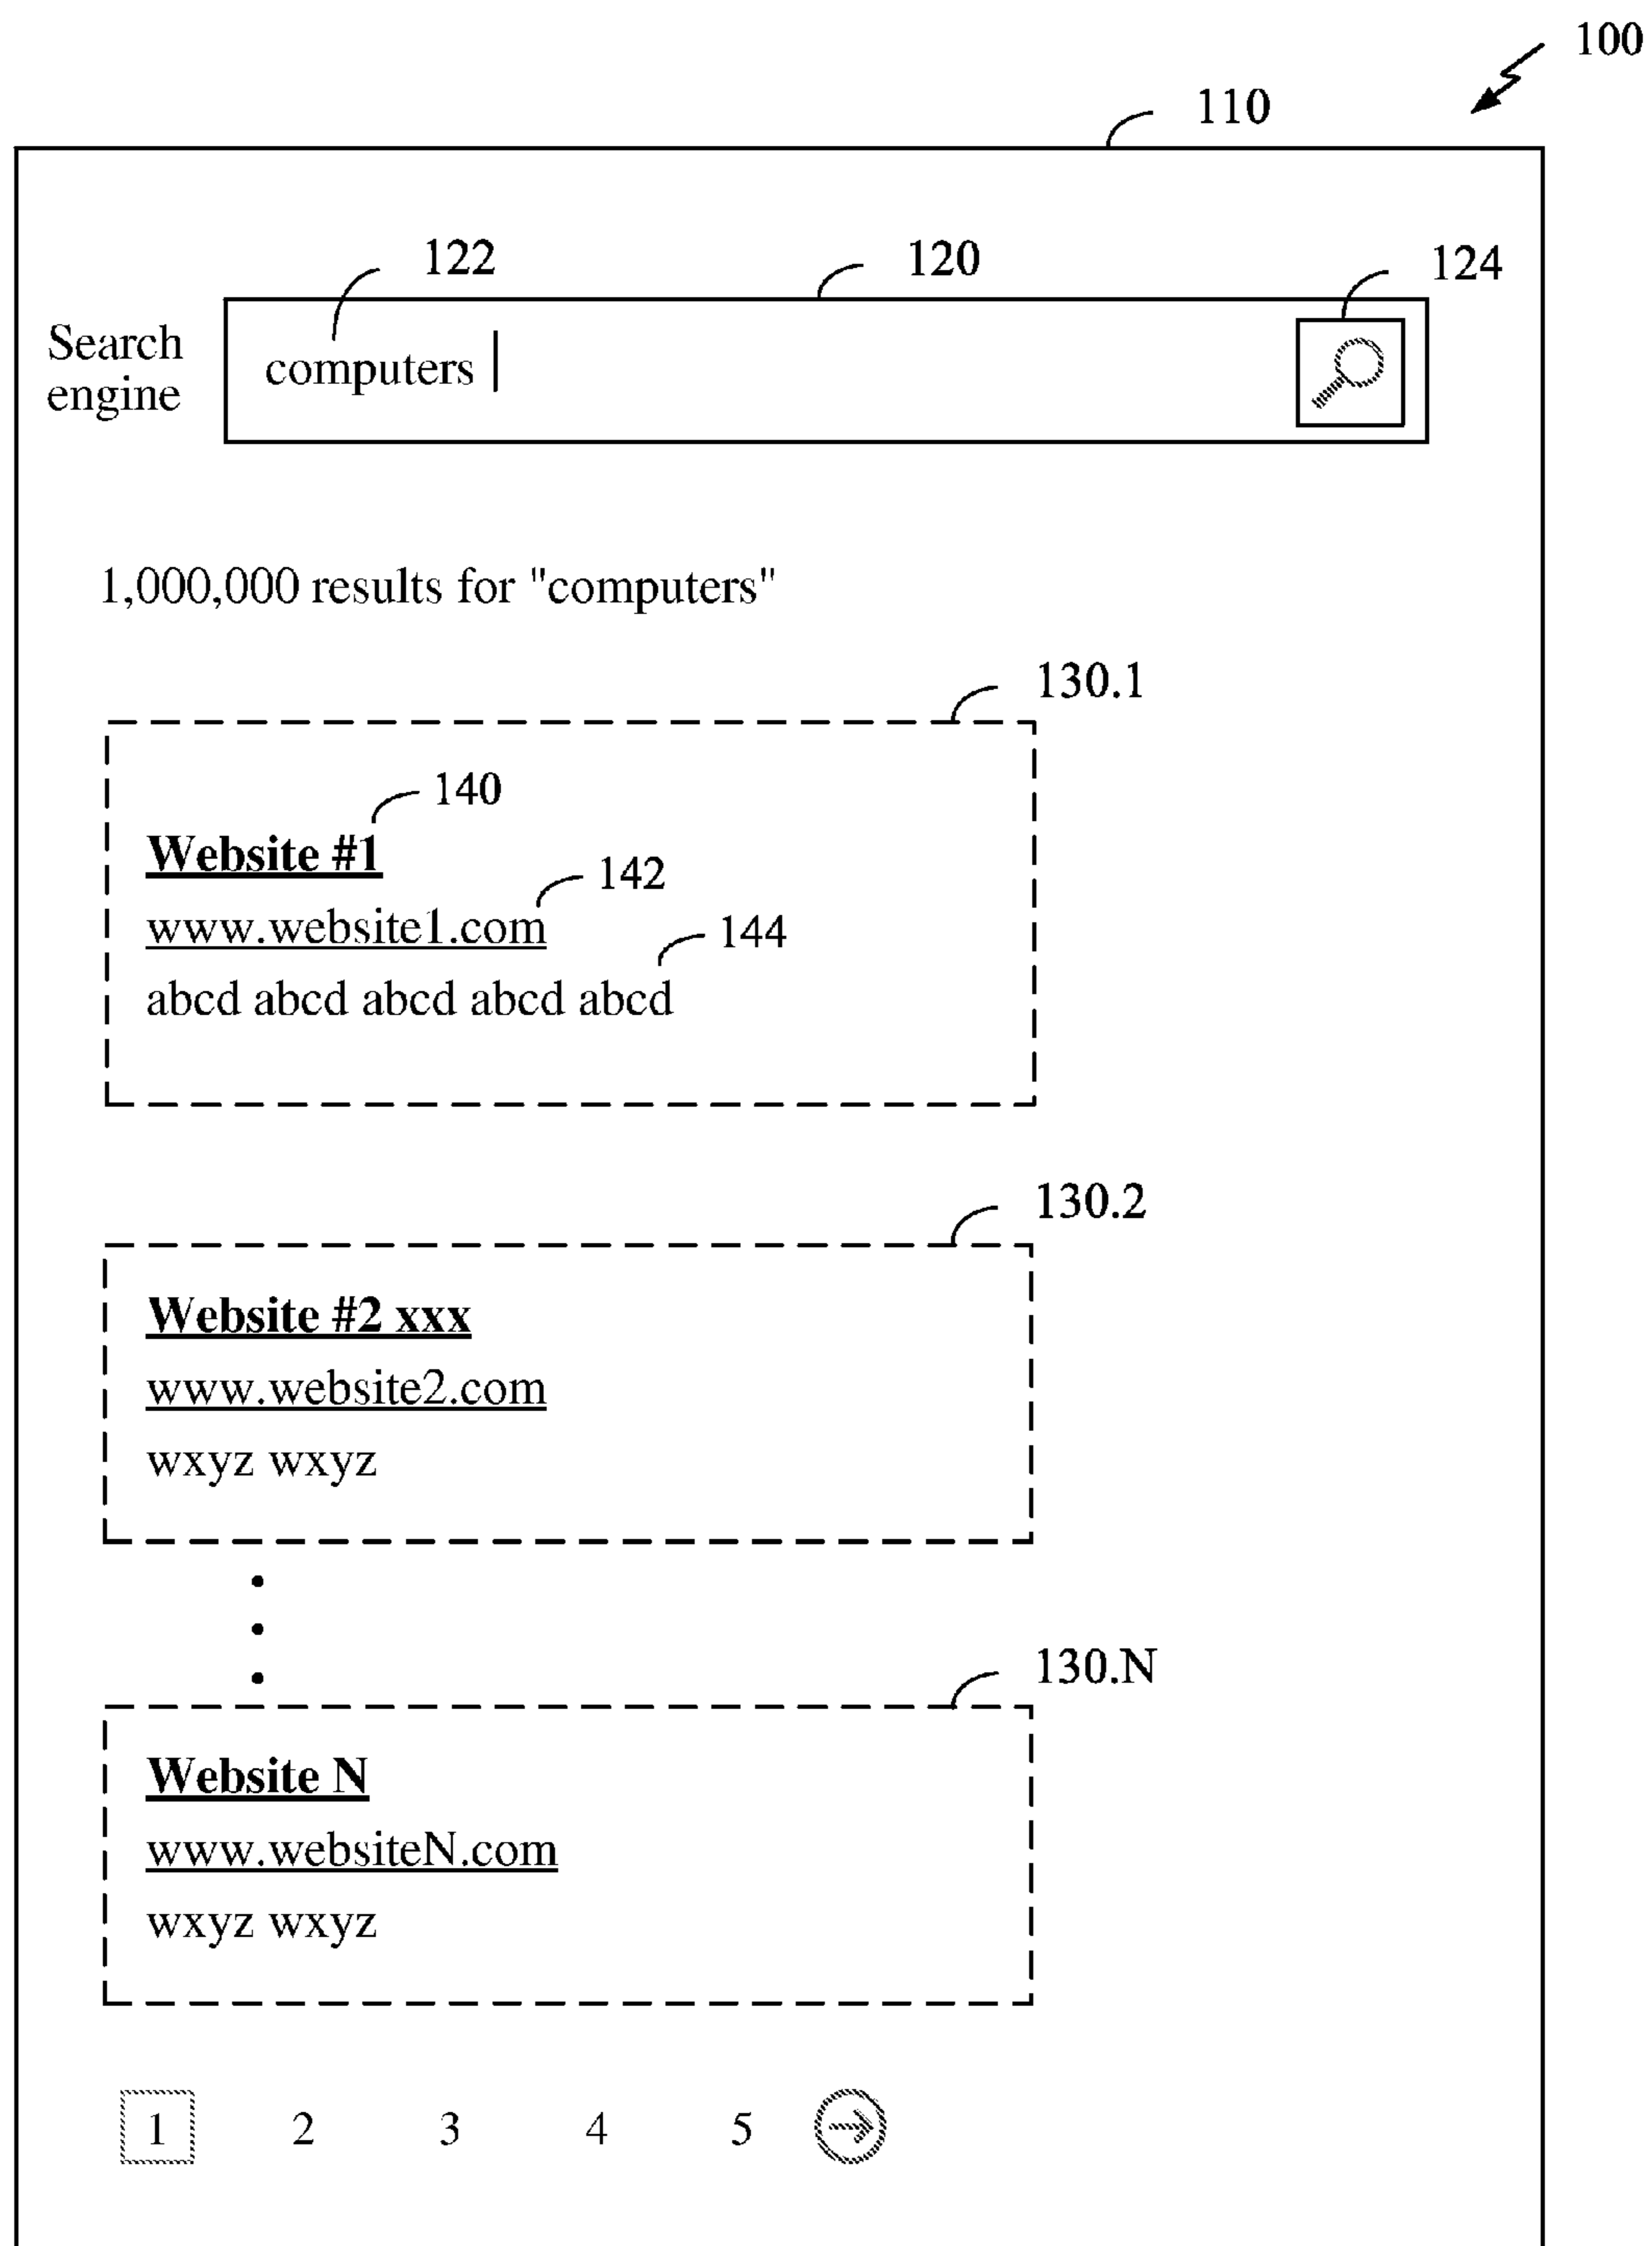 100
110
122
120
124
Search
engine
computers
1,000,000 results for "computers"
130.1
140
Website #1
142
www.website1.com
144
abcd abcd abcd abcd abcd
130.2
Website #2 xxx
www.website2.com
wxyz wxyz
130.N
Website N
www.websiteN.com
wxyz wxyz
1 2 3 4 5